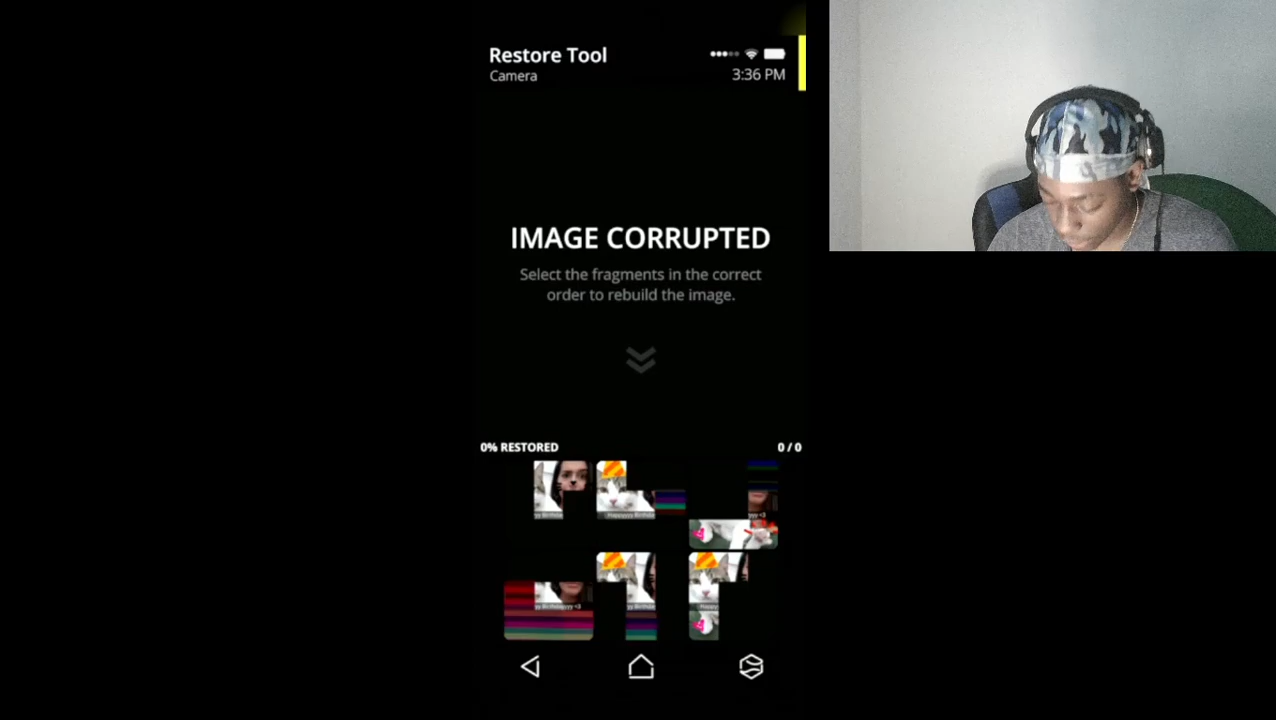 Restore Tool
Camera
3:36 PM
IMAGE CORRUPTED
Select the fragments in the correct
order to rebuild the image.
0% RESTORED
0 / 0